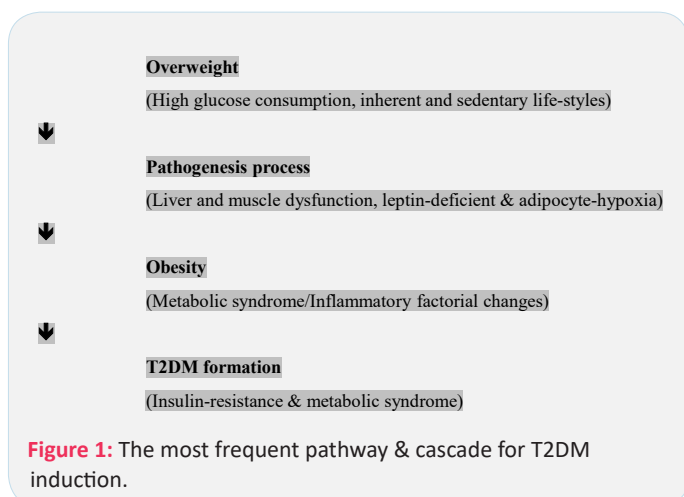 Overweight
(High glucose consumption, inherent and sedentary life-styles)
🡻
Pathogenesis process
(Liver and muscle dysfunction, leptin-deficient & adipocyte-hypoxia)
🡻
Obesity
(Metabolic syndrome/Inflammatory factorial changes)
🡻
T2DM formation
(Insulin-resistance & metabolic syndrome)
Figure 1: The most frequent pathway & cascade for T2DM
induction.